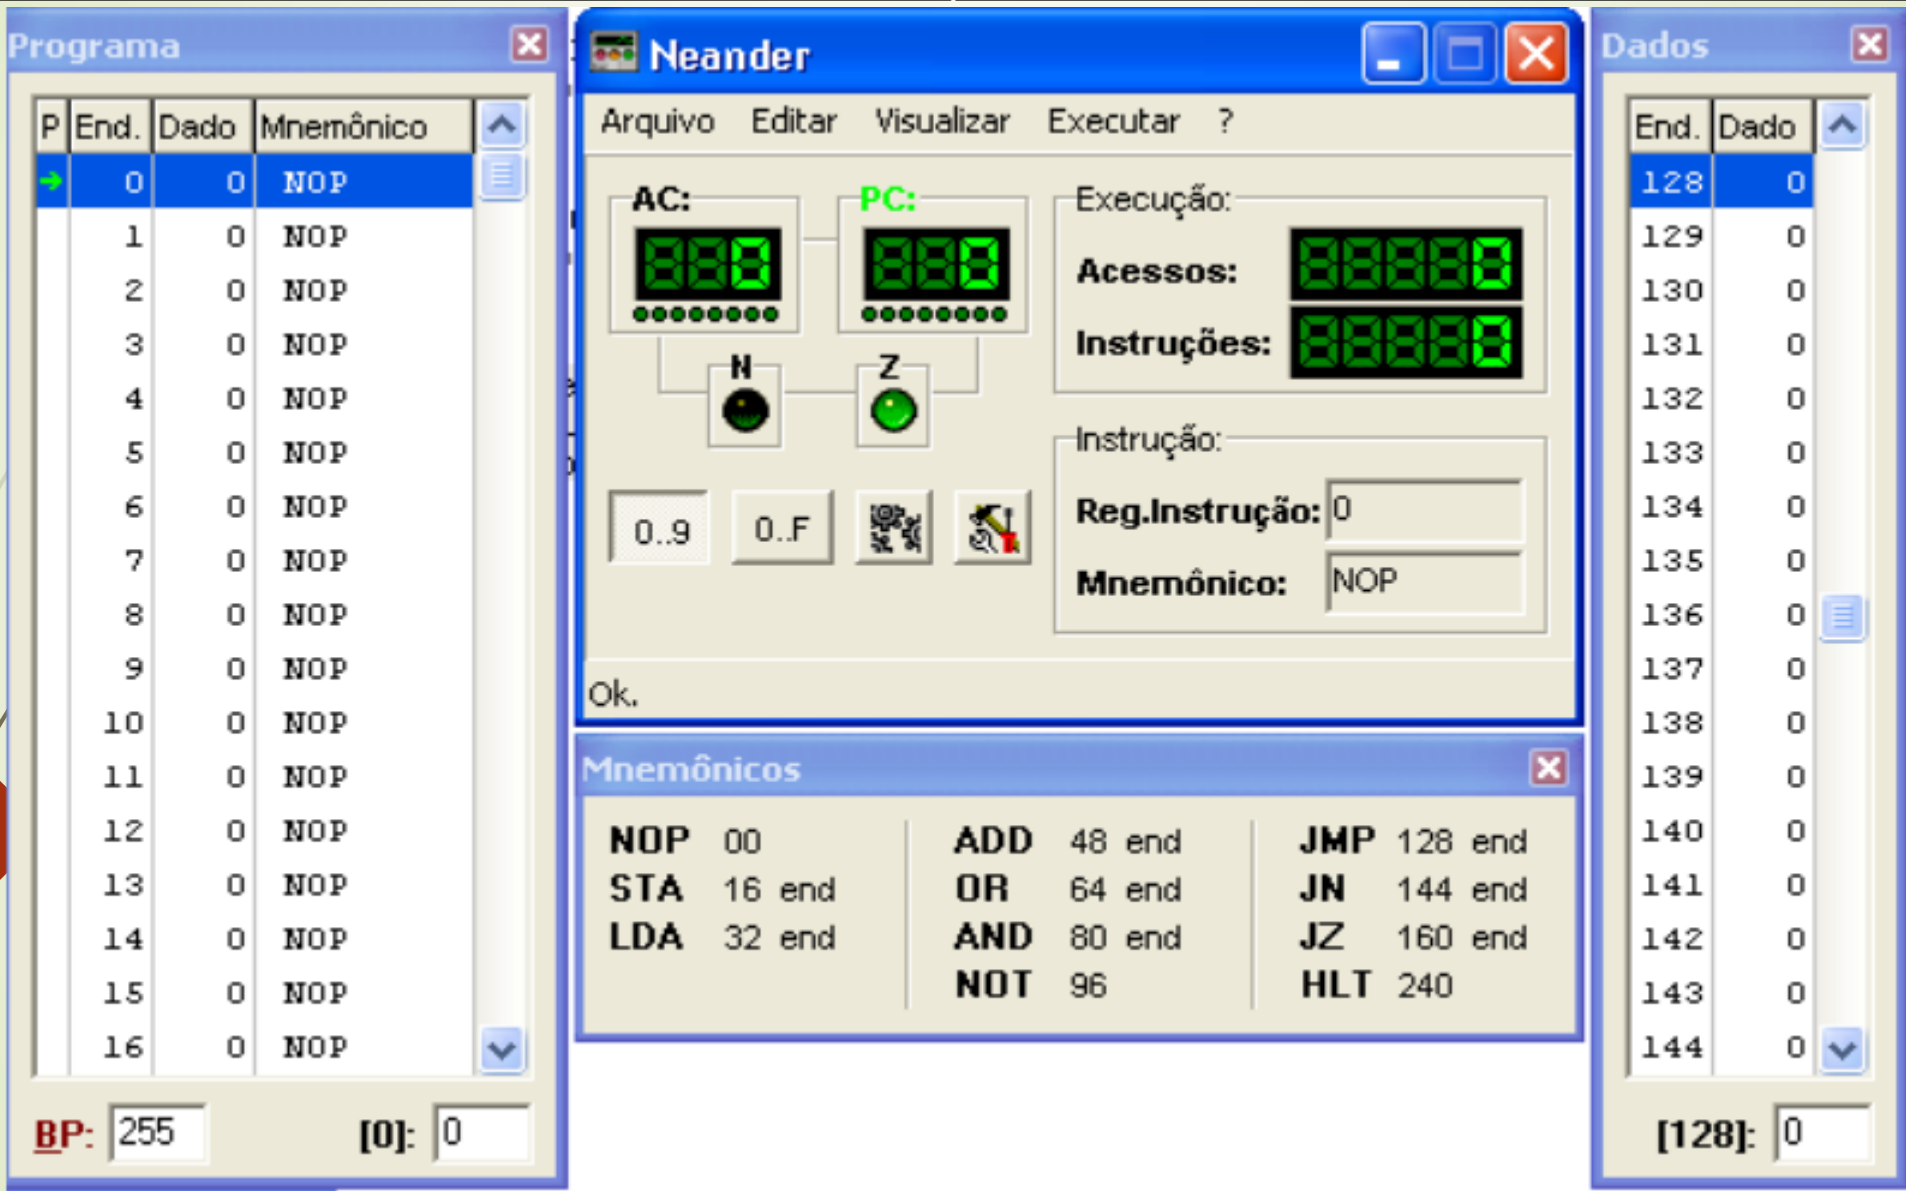 Programa
P End. Dado Mnemônico
0 0 NOP
1 0 NOP
2 0 NOP
3 0 NOP
4 0 NOP
5 0 NOP
6 0 NOP
7 0 NOP
8 0 NOP
9 0 NOP
10 0 NOP
11 0 NOP
12 0 NOP
13 0 NOP
14 0 NOP
15 0 NOP
16 0 NOP
BP: 255 [0]: 0
Neander
Arquivo Editar Visualizar Executar ?
AC: PC:
0 0
N Z
0..9 0..F
Execução:
Acessos: 0
Instruções: 0
Instrução:
Reg.Instrução: 0
Mnemônico: NOP
Ok.
Mnemônicos
NOP 00 ADD 48 end JMP 128 end
STA 16 end OR 64 end JN 144 end
LDA 32 end AND 80 end JZ 160 end
NOT 96 HLT 240
Dados
End. Dado
128 0
129 0
130 0
131 0
132 0
133 0
134 0
135 0
136 0
137 0
138 0
139 0
140 0
141 0
142 0
143 0
144 0
[128]: 0